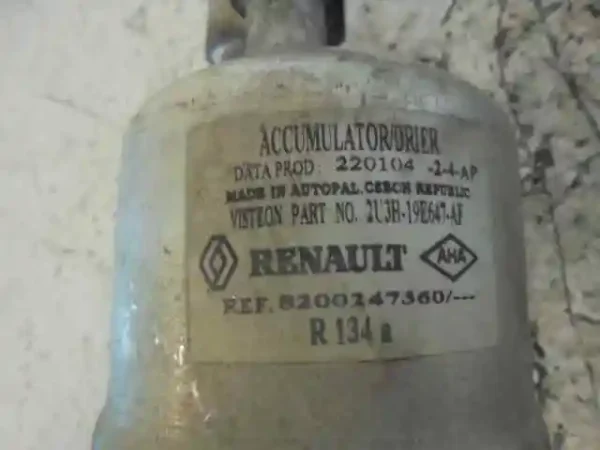 ACCUMULATOR/DRIER
DATA PROD: 220104 -2-4-AP
MADE IN AUTOPAL, CZECH REPUBLIC
VISTEON PART NO. 2U3H-19E647-AF
RENAULT AHA
REF. 8200247360/---
R 134 a